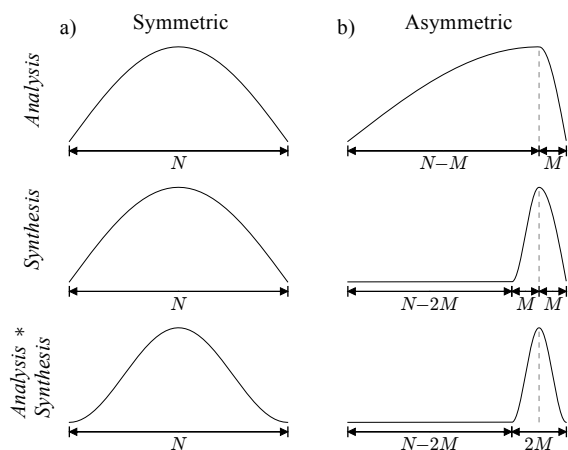 a) Symmetric b) Asymmetric
Analysis
N N−M M
Synthesis
N N−2M M M
Analysis *
Synthesis
N N−2M 2M